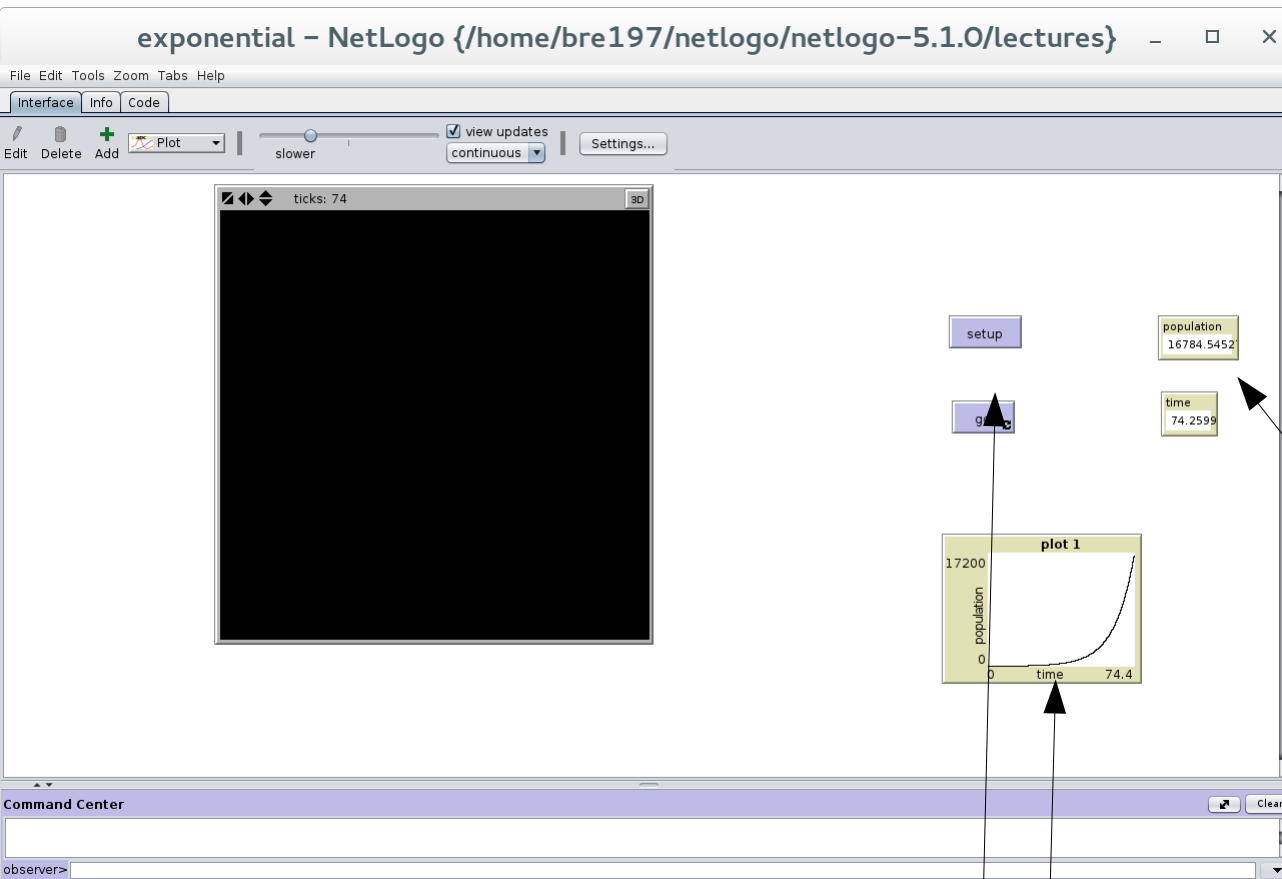 exponential – NetLogo {/home/bre197/netlogo/netlogo-5.1.0/lectures}
File Edit Tools Zoom Tabs Help
Interface Info Code
Edit Delete Add Plot slower view updates continuous Settings...
ticks: 74 3D
setup
population
16784.5452
time
74.2599
plot 1
17200
population
0
0 time 74.4
Command Center
Clear
observer>